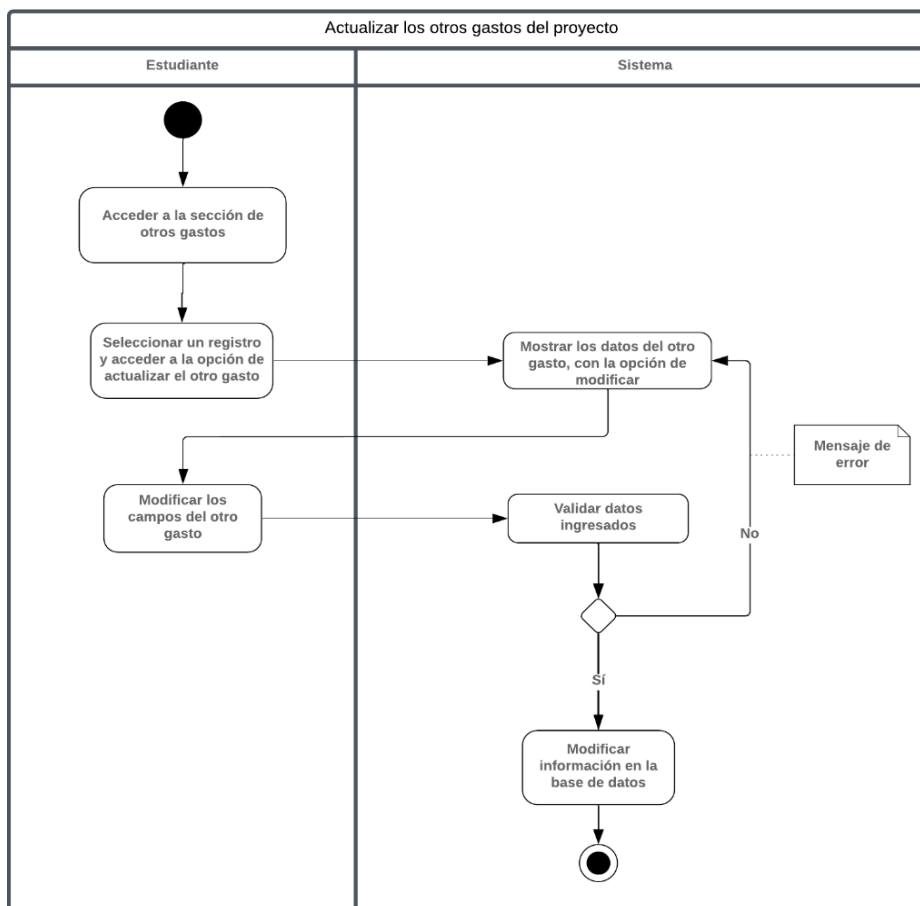 Actualizar los otros gastos del proyecto
Estudiante
Sistema
Acceder a la sección de
otros gastos
Seleccionar un registro
y acceder a la opción de
actualizar el otro gasto
Mostrar los datos del otro
gasto, con la opción de
modificar
Mensaje de
error
Modificar los
campos del otro
gasto
Validar datos
ingresados
No
Sí
Modificar
información en la
base de datos